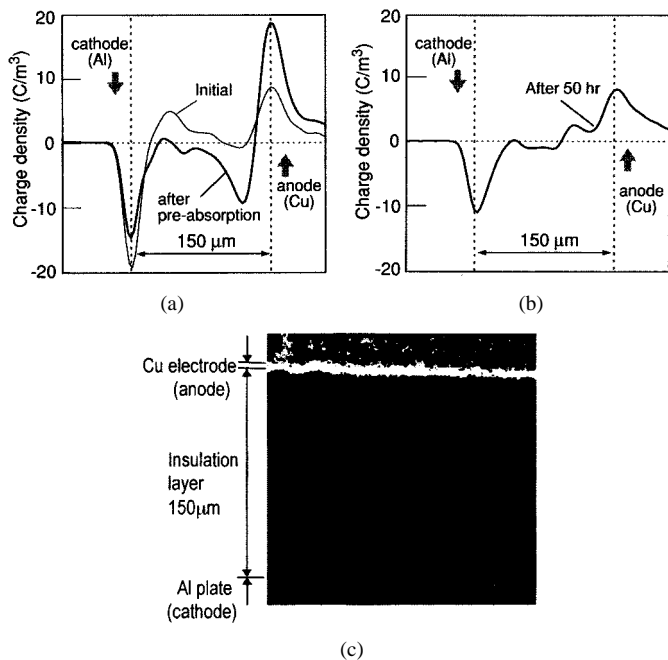 20
10
0
-10
-20
Charge density (C/m³)
cathode
(Al)
Initial
after
pre-absorption
anode
(Cu)
150 μm
(a)
20
10
0
-10
20
Charge density (C/m³)
cathode
(Al)
After 50 hr
anode
(Cu)
150 μm
(b)
Cu electrode
(anode)
Insulation
layer
150μm
Al plate
(cathode)
(c)